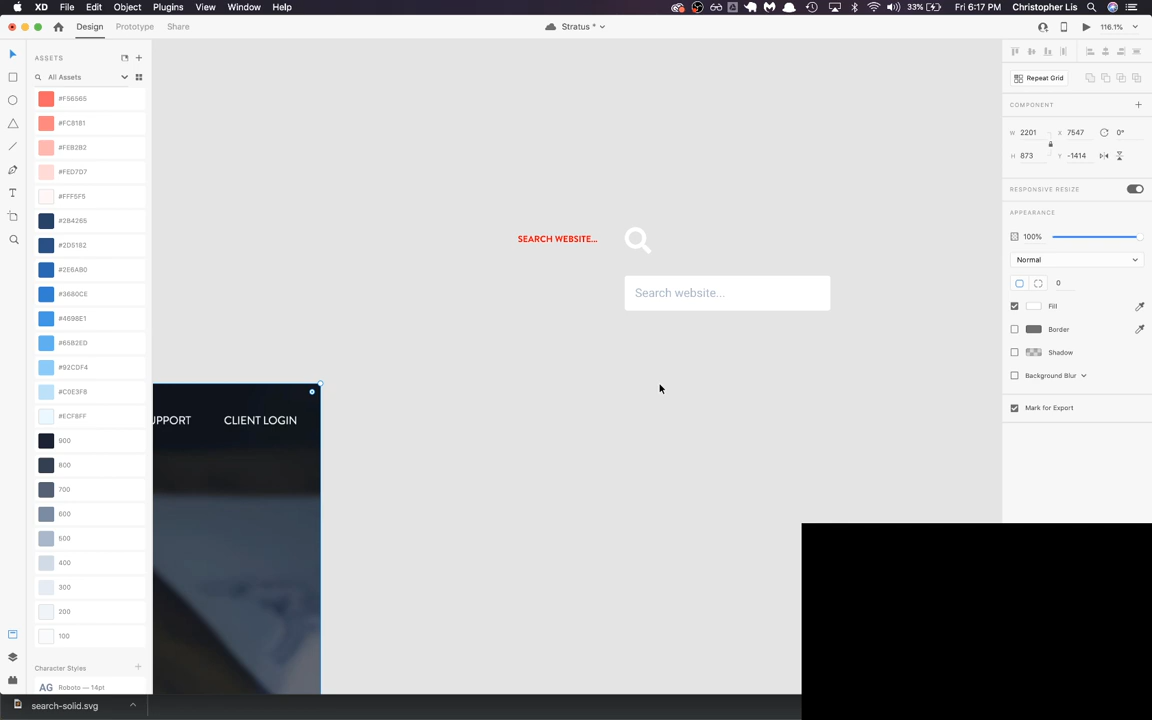 XD File Edit Object Plugins View Window Help
33% Fri 6:17 PM Christopher Lis
Design Prototype Share
Stratus *
116.1%
ASSETS
All Assets
#F56565
#FC8181
#FEB2B2
#FED7D7
#FFF5F5
#2B4265
#2D5182
#2E6AB0
#3680CE
#4698E1
#65B2ED
#92CDF4
#C0E3F8
#ECF8FF
900
800
700
600
500
400
300
200
100
Character Styles
AG Roboto — 14pt
search-solid.svg
SEARCH WEBSITE...
Search website...
UPPORT CLIENT LOGIN
Repeat Grid
COMPONENT
W 2201 X 7547 0°
H 873 Y -1414
RESPONSIVE RESIZE
APPEARANCE
100%
Normal
0
Fill
Border
Shadow
Background Blur
Mark for Export